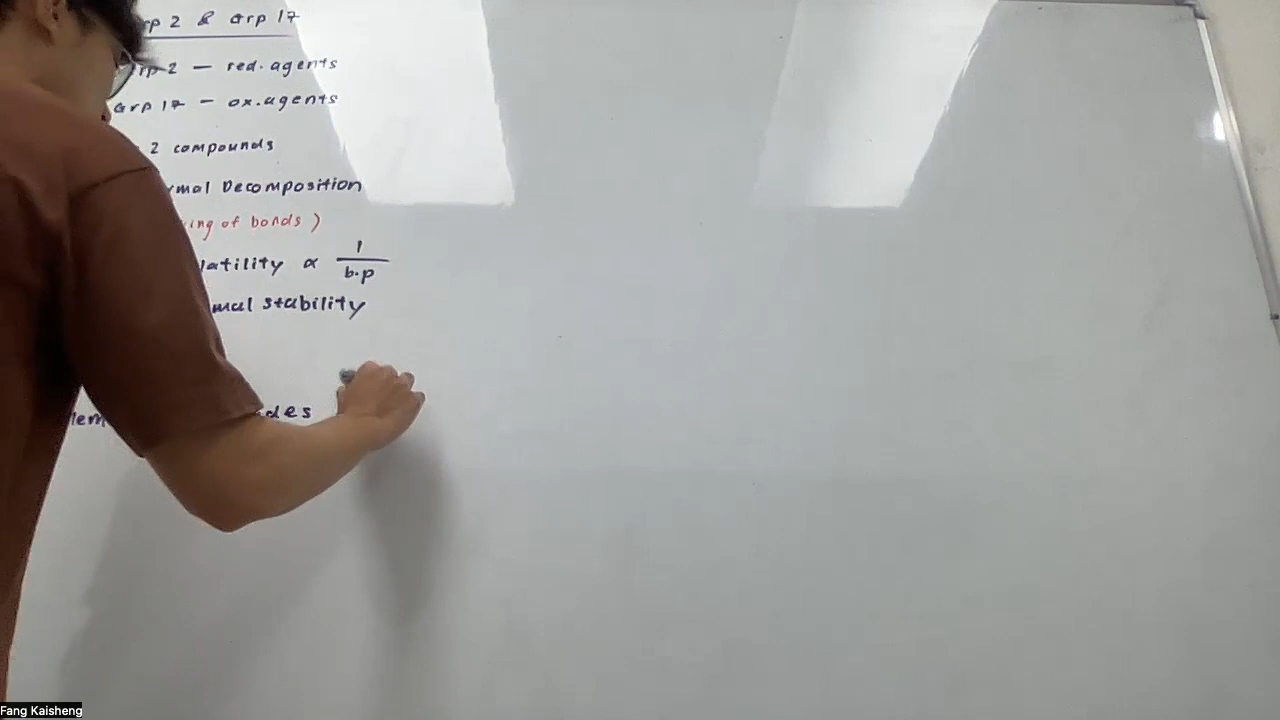 rp 2 & Grp 17
rp 2 — red. agents
Grp 17 - ox. agents
2 compounds
mal Decomposition
ing of bonds )
latility ∝ 1/b.p
mal stability
lem des
Fang Kaisheng